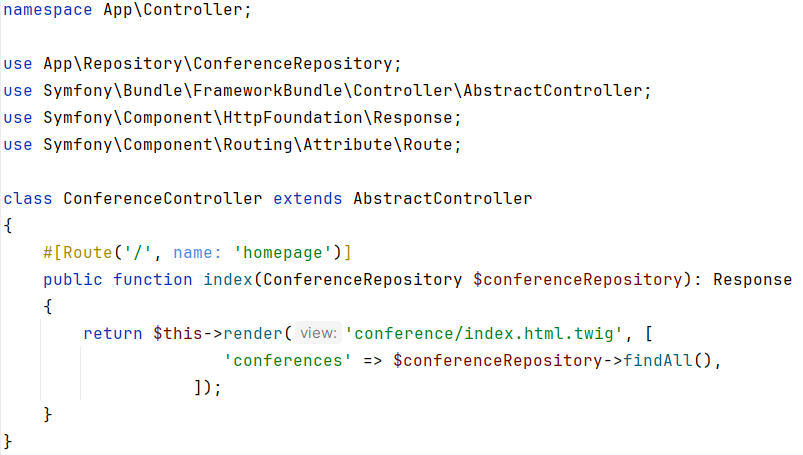 namespace App\Controller;
use App\Repository\ConferenceRepository;
use Symfony\Bundle\FrameworkBundle\Controller\AbstractController;
use Symfony\Component\HttpFoundation\Response;
use Symfony\Component\Routing\Attribute\Route;
class ConferenceController extends AbstractController
{
    #[Route('/', name: 'homepage')]
    public function index(ConferenceRepository $conferenceRepository): Response
    {
        return $this->render( view: 'conference/index.html.twig', [
                      'conferences' => $conferenceRepository->findAll(),
                   ]);
    }
}